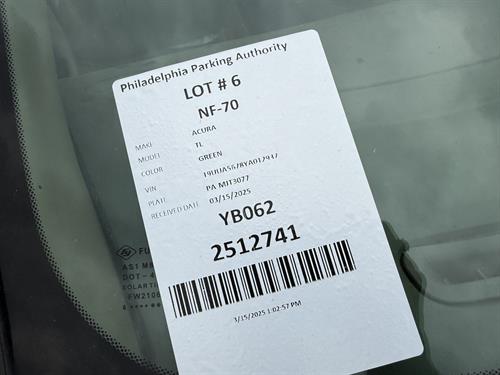 Philadelphia Parking Authority
LOT # 6
NF-70
MAKE ACURA
MODEL TL
COLOR GREEN
VIN
PLATE PA MJT3077
RECEIVED DATE 03/15/2025
YB062
2512741
3/15/2025 1:02:57 PM